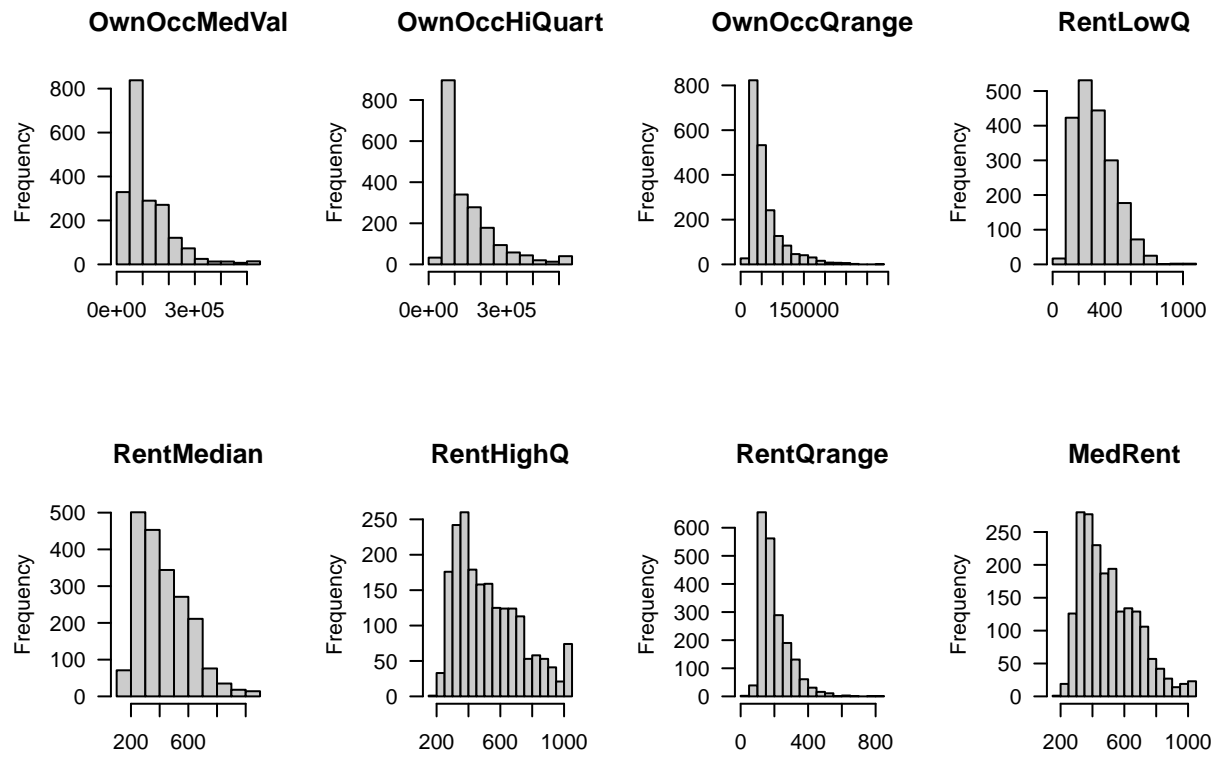 OwnOccMedVal
Frequency
800
600
400
200
0
0e+00 3e+05
OwnOccHiQuart
Frequency
800
600
400
200
0
0e+00 3e+05
OwnOccQrange
Frequency
800
600
400
200
0
0 150000
RentLowQ
Frequency
500
400
300
200
100
0
0 400 1000
RentMedian
Frequency
500
400
300
200
100
0
200 600
RentHighQ
Frequency
250
200
150
100
50
0
200 600 1000
RentQrange
Frequency
600
500
400
300
200
100
0
0 400 800
MedRent
Frequency
250
200
150
100
50
0
200 600 1000